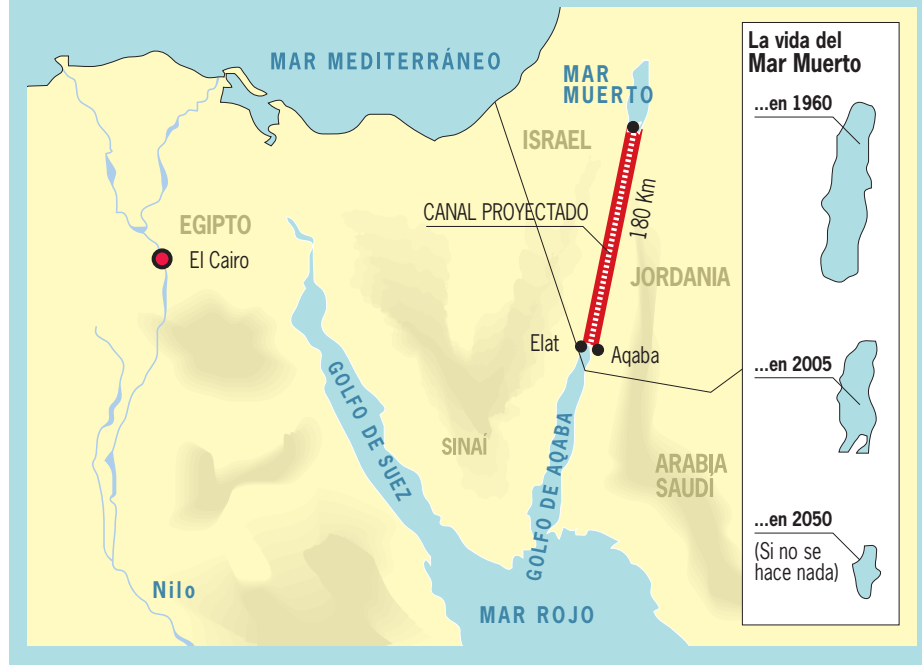 MAR MEDITERRÁNEO
MAR
MUERTO
ISRAEL
CANAL PROYECTADO
180 Km
EGIPTO
El Cairo
JORDANIA
Elat
Aqaba
GOLFO DE SUEZ
GOLFO DE AQABA
SINAÍ
ARABIA
SAUDÍ
Nilo
MAR ROJO
La vida del
Mar Muerto
...en 1960
...en 2005
...en 2050
(Si no se
hace nada)